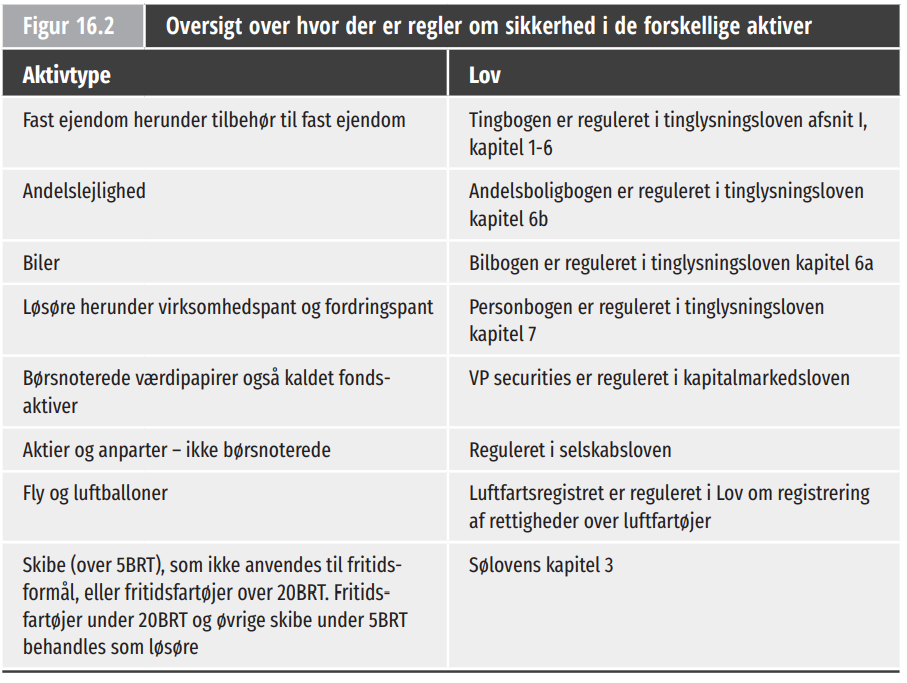 Figur 16.2 Oversigt over hvor der er regler om sikkerhed i de forskellige aktiver
Aktivtype Lov
Fast ejendom herunder tilbehør til fast ejendom
Tingbogen er reguleret i tinglysningsloven afsnit I,
kapitel 1-6
Andelslejlighed
Andelsboligbogen er reguleret i tinglysningsloven
kapitel 6b
Biler
Bilbogen er reguleret i tinglysningsloven kapitel 6a
Løsøre herunder virksomhedspant og fordringspant
Personbogen er reguleret i tinglysningsloven
kapitel 7
Børsnoterede værdipapirer også kaldet fonds-
aktiver
VP securities er reguleret i kapitalmarkedsloven
Aktier og anparter – ikke børsnoterede
Reguleret i selskabsloven
Fly og luftballoner
Luftfartsregistret er reguleret i Lov om registrering
af rettigheder over luftfartøjer
Skibe (over 5BRT), som ikke anvendes til fritids-
formål, eller fritidsfartøjer over 20BRT. Fritids-
fartøjer under 20BRT og øvrige skibe under 5BRT
behandles som løsøre
Sølovens kapitel 3